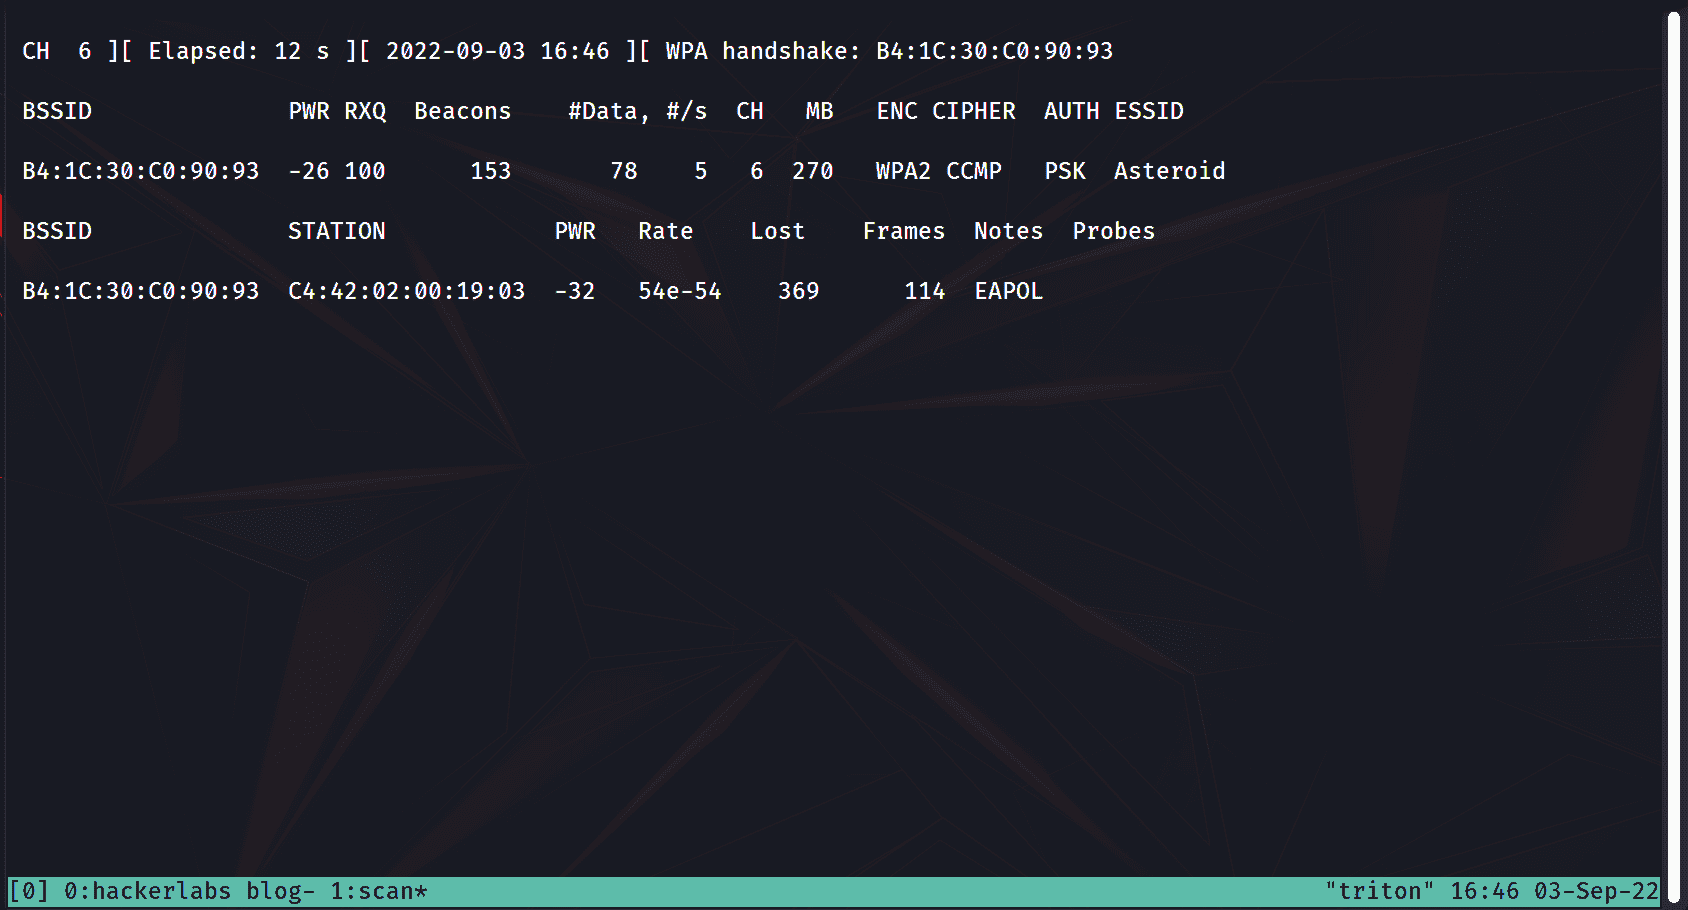 CH  6 ][ Elapsed: 12 s ][ 2022-09-03 16:46 ][ WPA handshake: B4:1C:30:C0:90:93
BSSID              PWR RXQ  Beacons    #Data, #/s  CH   MB   ENC CIPHER  AUTH ESSID
B4:1C:30:C0:90:93  -26 100      153       78    5   6  270   WPA2 CCMP   PSK  Asteroid
BSSID              STATION            PWR   Rate    Lost    Frames  Notes  Probes
B4:1C:30:C0:90:93  C4:42:02:00:19:03  -32   54e-54    369      114  EAPOL
[0] 0:hackerlabs blog- 1:scan* "triton" 16:46 03-Sep-22